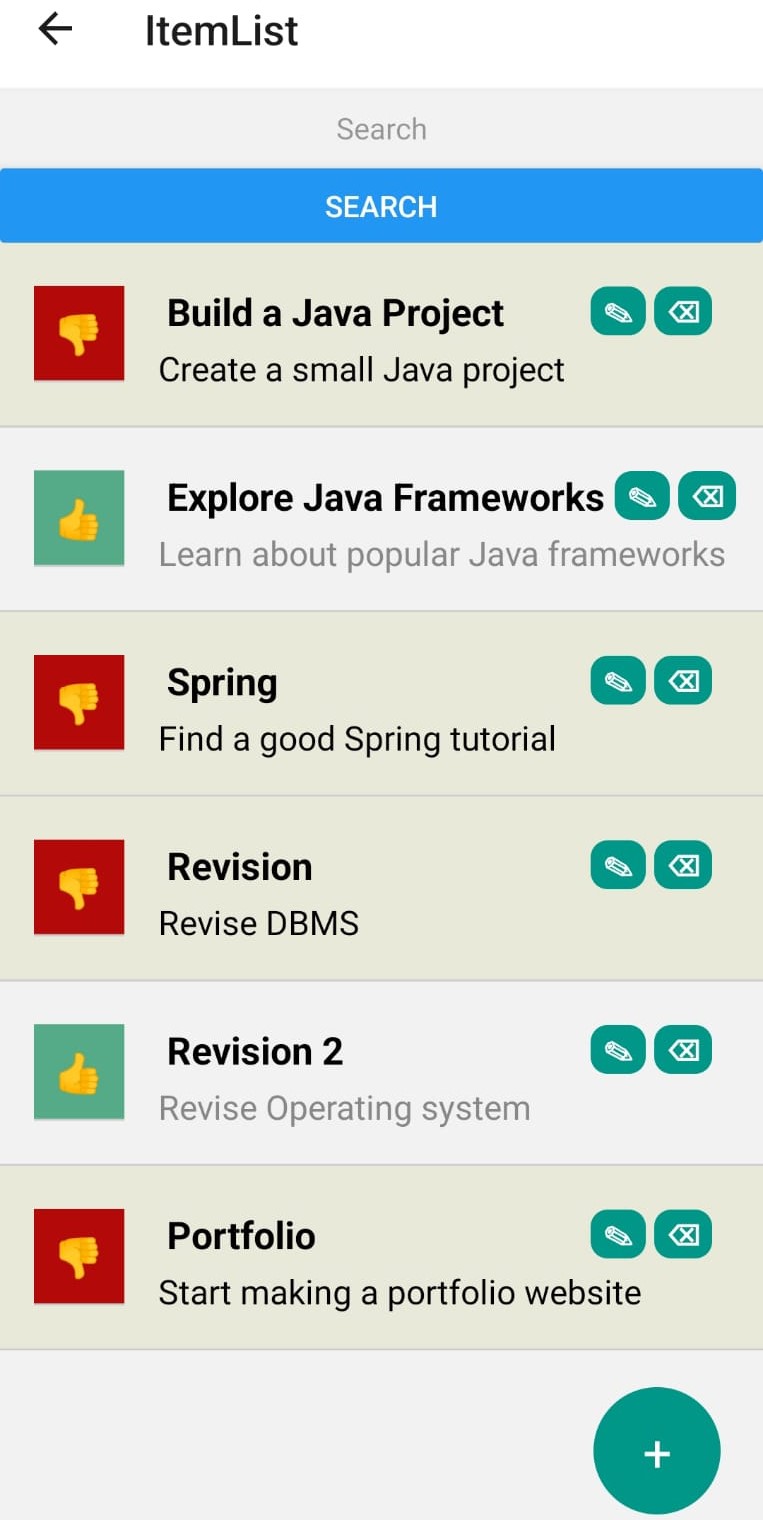 ItemList
Search
SEARCH
Build a Java Project
Create a small Java project
Explore Java Frameworks
Learn about popular Java frameworks
Spring
Find a good Spring tutorial
Revision
Revise DBMS
Revision 2
Revise Operating system
Portfolio
Start making a portfolio website
+